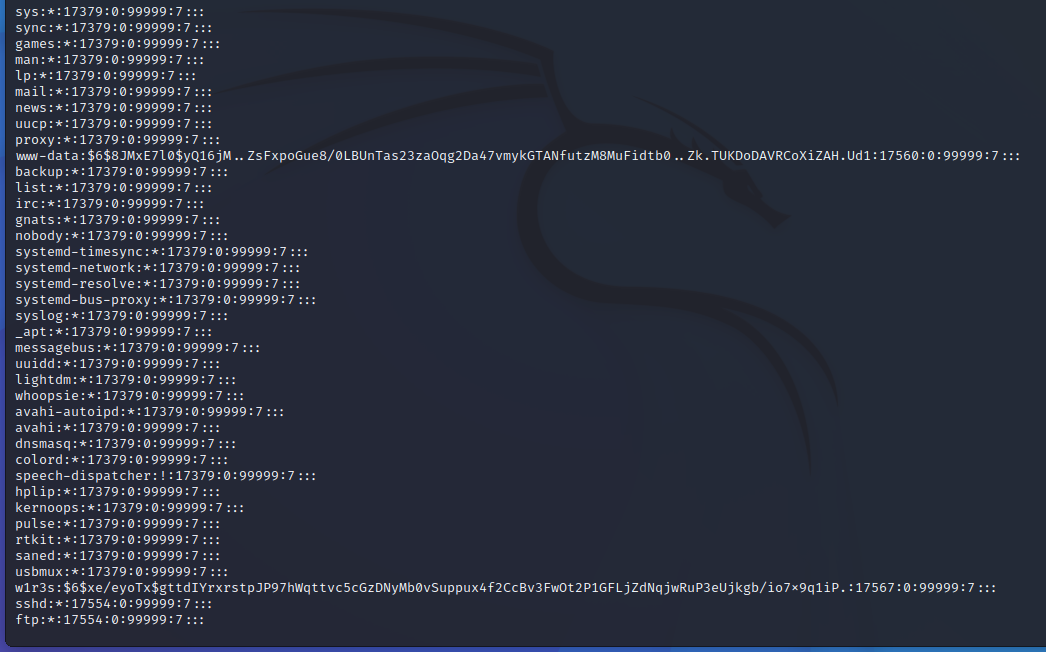 sys:*:17379:0:99999:7:::
sync:*:17379:0:99999:7:::
games:*:17379:0:99999:7:::
man:*:17379:0:99999:7:::
lp:*:17379:0:99999:7:::
mail:*:17379:0:99999:7:::
news:*:17379:0:99999:7:::
uucp:*:17379:0:99999:7:::
proxy:*:17379:0:99999:7:::
www-data:$6$8JMxE7l0$yQ16jM..ZsFxpoGue8/0LBUnTas23zaOqg2Da47vmykGTANfutzM8MuFidtb0..Zk.TUKDoDAVRCoXiZAH.Ud1:17560:0:99999:7:::
backup:*:17379:0:99999:7:::
list:*:17379:0:99999:7:::
irc:*:17379:0:99999:7:::
gnats:*:17379:0:99999:7:::
nobody:*:17379:0:99999:7:::
systemd-timesync:*:17379:0:99999:7:::
systemd-network:*:17379:0:99999:7:::
systemd-resolve:*:17379:0:99999:7:::
systemd-bus-proxy:*:17379:0:99999:7:::
syslog:*:17379:0:99999:7:::
_apt:*:17379:0:99999:7:::
messagebus:*:17379:0:99999:7:::
uuidd:*:17379:0:99999:7:::
lightdm:*:17379:0:99999:7:::
whoopsie:*:17379:0:99999:7:::
avahi-autoipd:*:17379:0:99999:7:::
avahi:*:17379:0:99999:7:::
dnsmasq:*:17379:0:99999:7:::
colord:*:17379:0:99999:7:::
speech-dispatcher:!:17379:0:99999:7:::
hplip:*:17379:0:99999:7:::
kernoops:*:17379:0:99999:7:::
pulse:*:17379:0:99999:7:::
rtkit:*:17379:0:99999:7:::
saned:*:17379:0:99999:7:::
usbmux:*:17379:0:99999:7:::
w1r3s:$6$xe/eyoTx$gttdIYrxrstpJP97hWqttvc5cGzDNyMb0vSuppux4f2CcBv3FwOt2P1GFLjZdNqjwRuP3eUjkgb/io7x9q1iP.:17567:0:99999:7:::
sshd:*:17554:0:99999:7:::
ftp:*:17554:0:99999:7:::